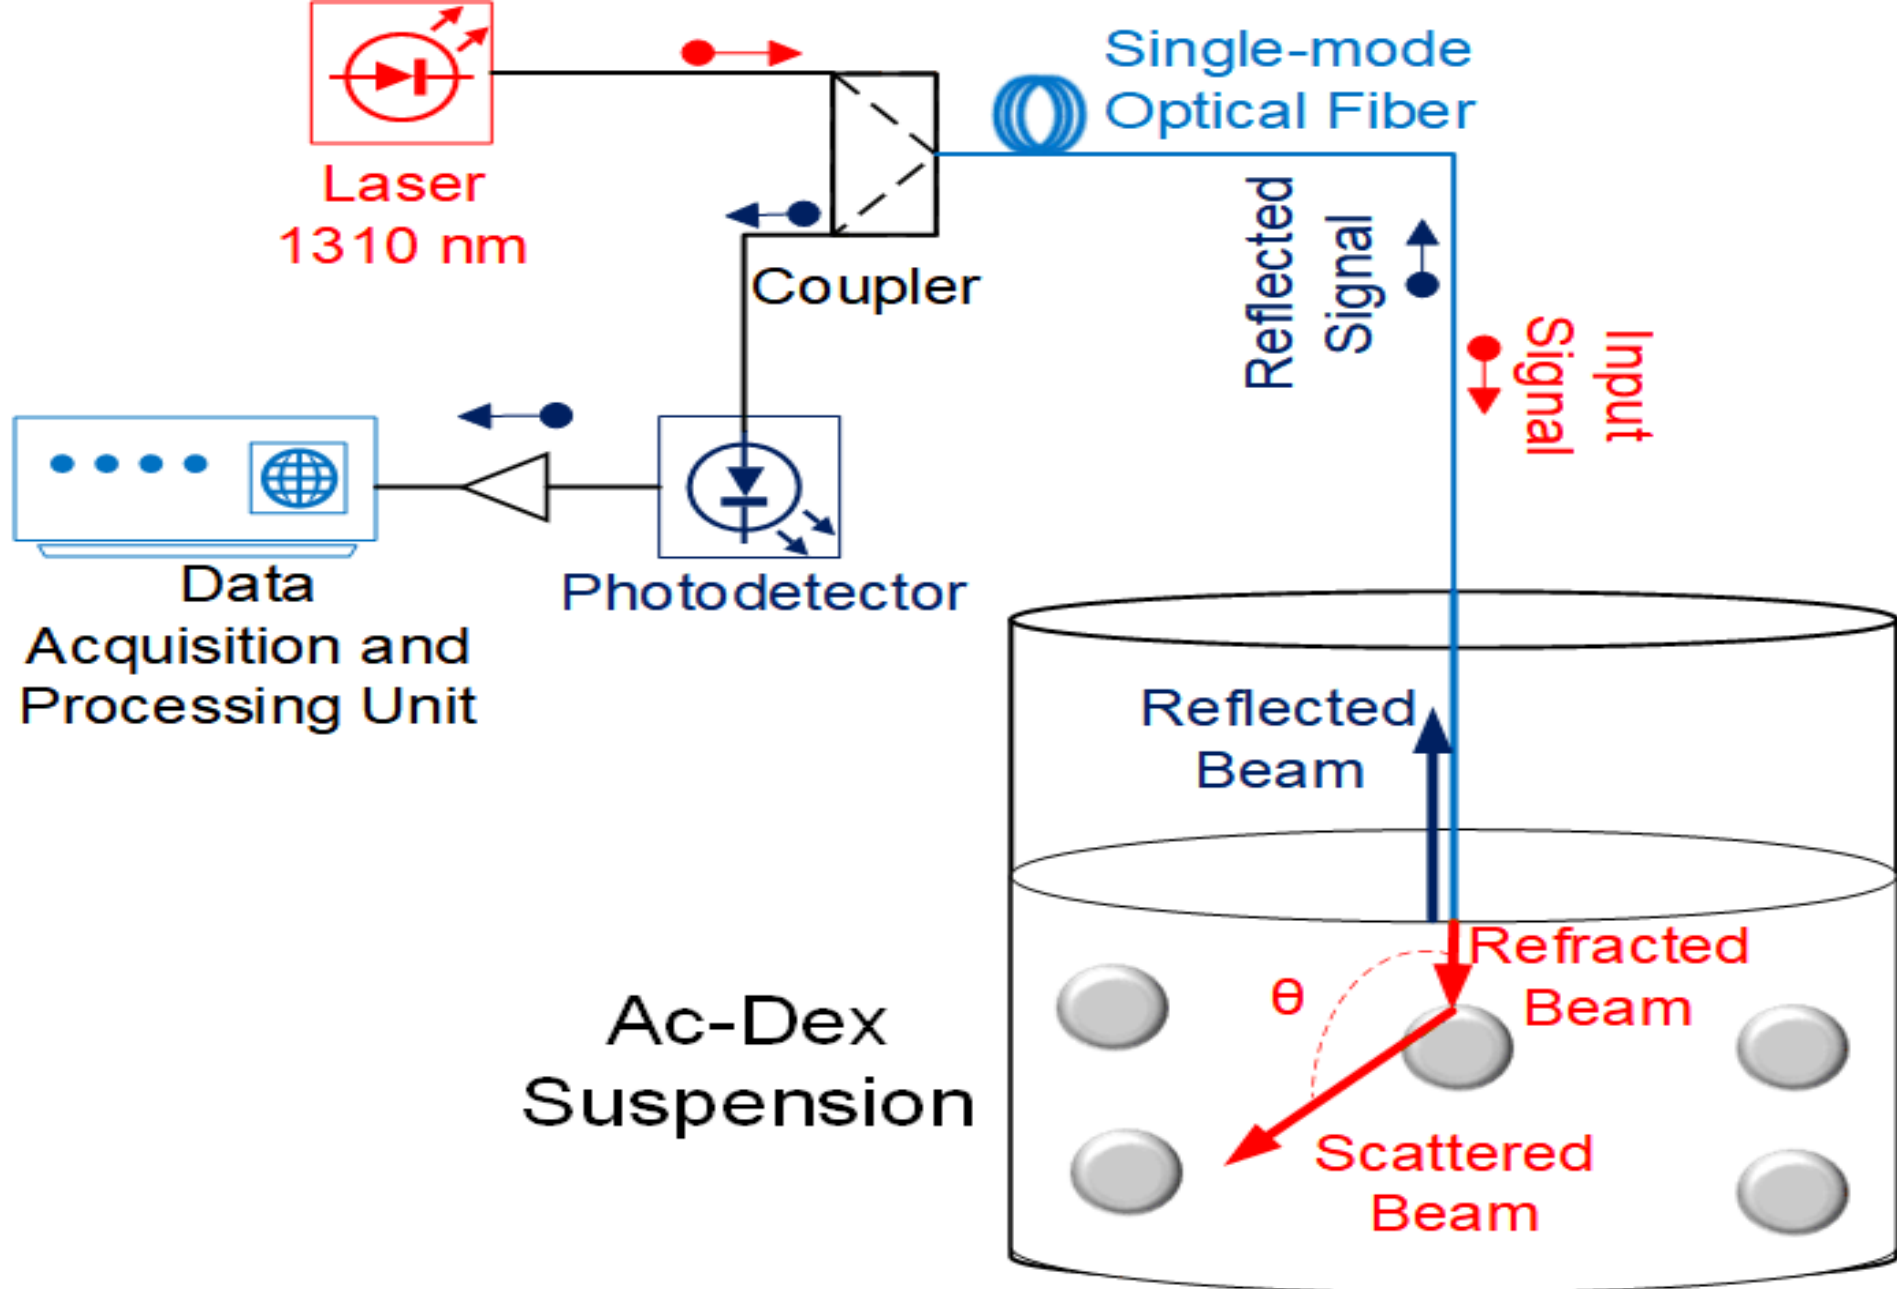 Single-mode
Optical Fiber
Laser
1310 nm
Coupler
Reflected
Signal
Input
Signal
Data
Acquisition and
Processing Unit
Photodetector
Reflected
Beam
Refracted
Beam
θ
Ac-Dex
Suspension
Scattered
Beam